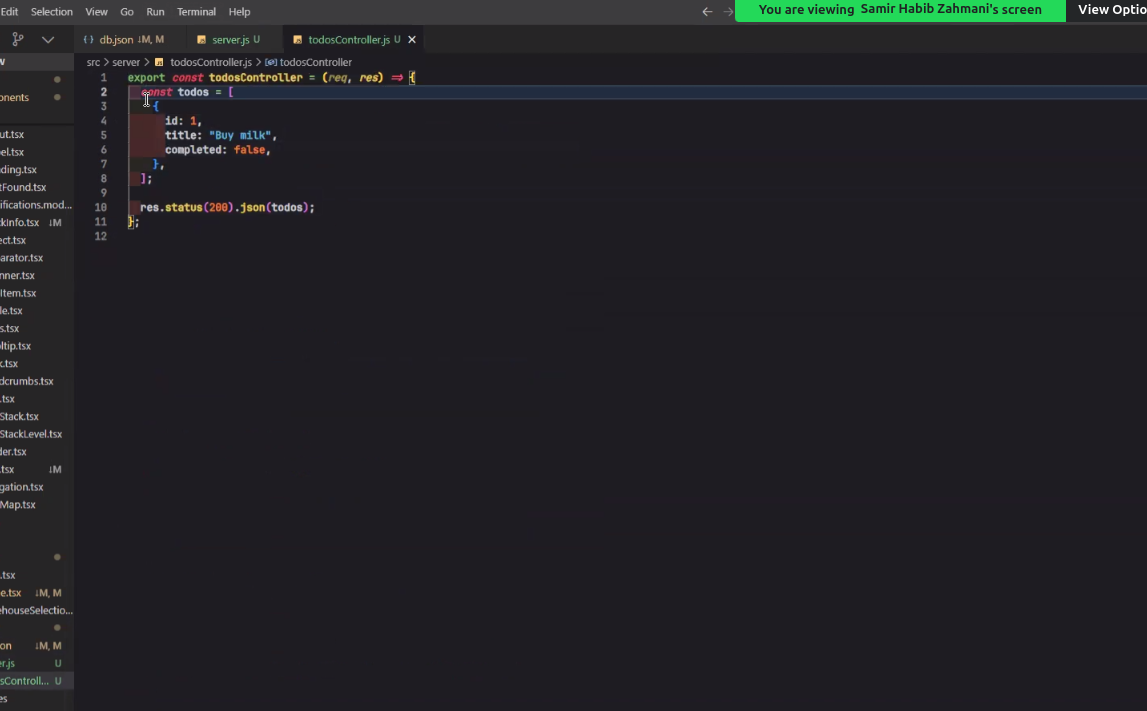 Edit Selection View Go Run Terminal Help
You are viewing Samir Habib Zahmani's screen
View Optio
db.json ↓M, M
server.js U
todosController.js U
src > server > todosController.js > todosController
1 export const todosController = (req, res) => {
2 const todos = [
3 {
4 id: 1,
5 title: "Buy milk",
6 completed: false,
7 },
8 ];
9
10 res.status(200).json(todos);
11 };
12
w
onents
ut.tsx
el.tsx
ding.tsx
tFound.tsx
ifications.mod...
ckInfo.tsx ↓M
ect.tsx
arator.tsx
nner.tsx
Item.tsx
le.tsx
s.tsx
oltip.tsx
k.tsx
dcrumbs.tsx
.tsx
Stack.tsx
StackLevel.tsx
der.tsx
.tsx ↓M
gation.tsx
Map.tsx
.tsx
e.tsx ↓M, M
ehouseSelectio...
on ↓M, M
er.js U
sControll... U
es